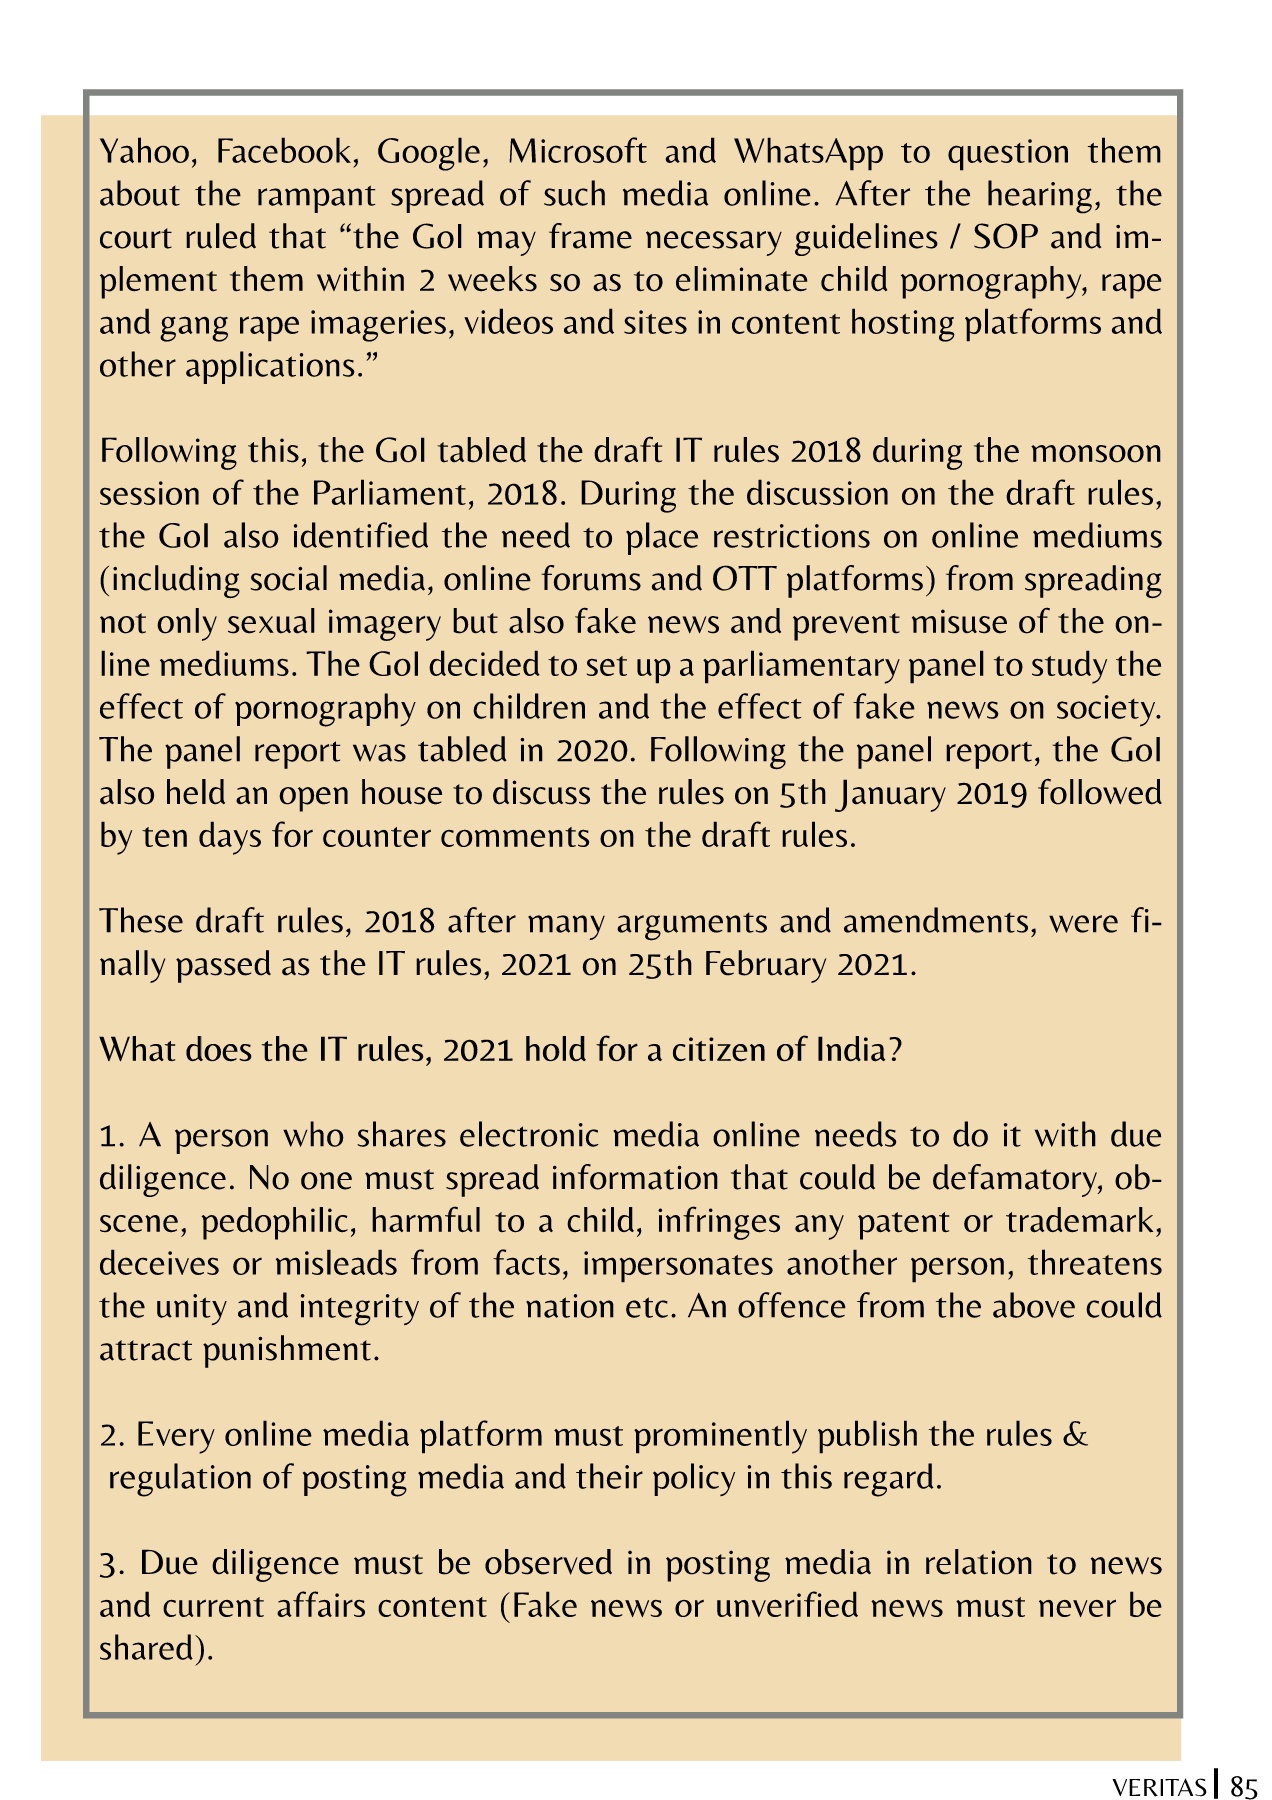 Yahoo, Facebook, Google, Microsoft and WhatsApp to question them
about the rampant spread of such media online. After the hearing, the
court ruled that “the GoI may frame necessary guidelines / SOP and im-
plement them within 2 weeks so as to eliminate child pornography, rape
and gang rape imageries, videos and sites in content hosting platforms and
other applications.”
Following this, the GoI tabled the draft IT rules 2018 during the monsoon
session of the Parliament, 2018. During the discussion on the draft rules,
the GoI also identified the need to place restrictions on online mediums
(including social media, online forums and OTT platforms) from spreading
not only sexual imagery but also fake news and prevent misuse of the on-
line mediums. The GoI decided to set up a parliamentary panel to study the
effect of pornography on children and the effect of fake news on society.
The panel report was tabled in 2020. Following the panel report, the GoI
also held an open house to discuss the rules on 5th January 2019 followed
by ten days for counter comments on the draft rules.
These draft rules, 2018 after many arguments and amendments, were fi-
nally passed as the IT rules, 2021 on 25th February 2021.
What does the IT rules, 2021 hold for a citizen of India?
1. A person who shares electronic media online needs to do it with due
diligence. No one must spread information that could be defamatory, ob-
scene, pedophilic, harmful to a child, infringes any patent or trademark,
deceives or misleads from facts, impersonates another person, threatens
the unity and integrity of the nation etc. An offence from the above could
attract punishment.
2. Every online media platform must prominently publish the rules &
regulation of posting media and their policy in this regard.
3. Due diligence must be observed in posting media in relation to news
and current affairs content (Fake news or unverified news must never be
shared).
VERITAS | 85